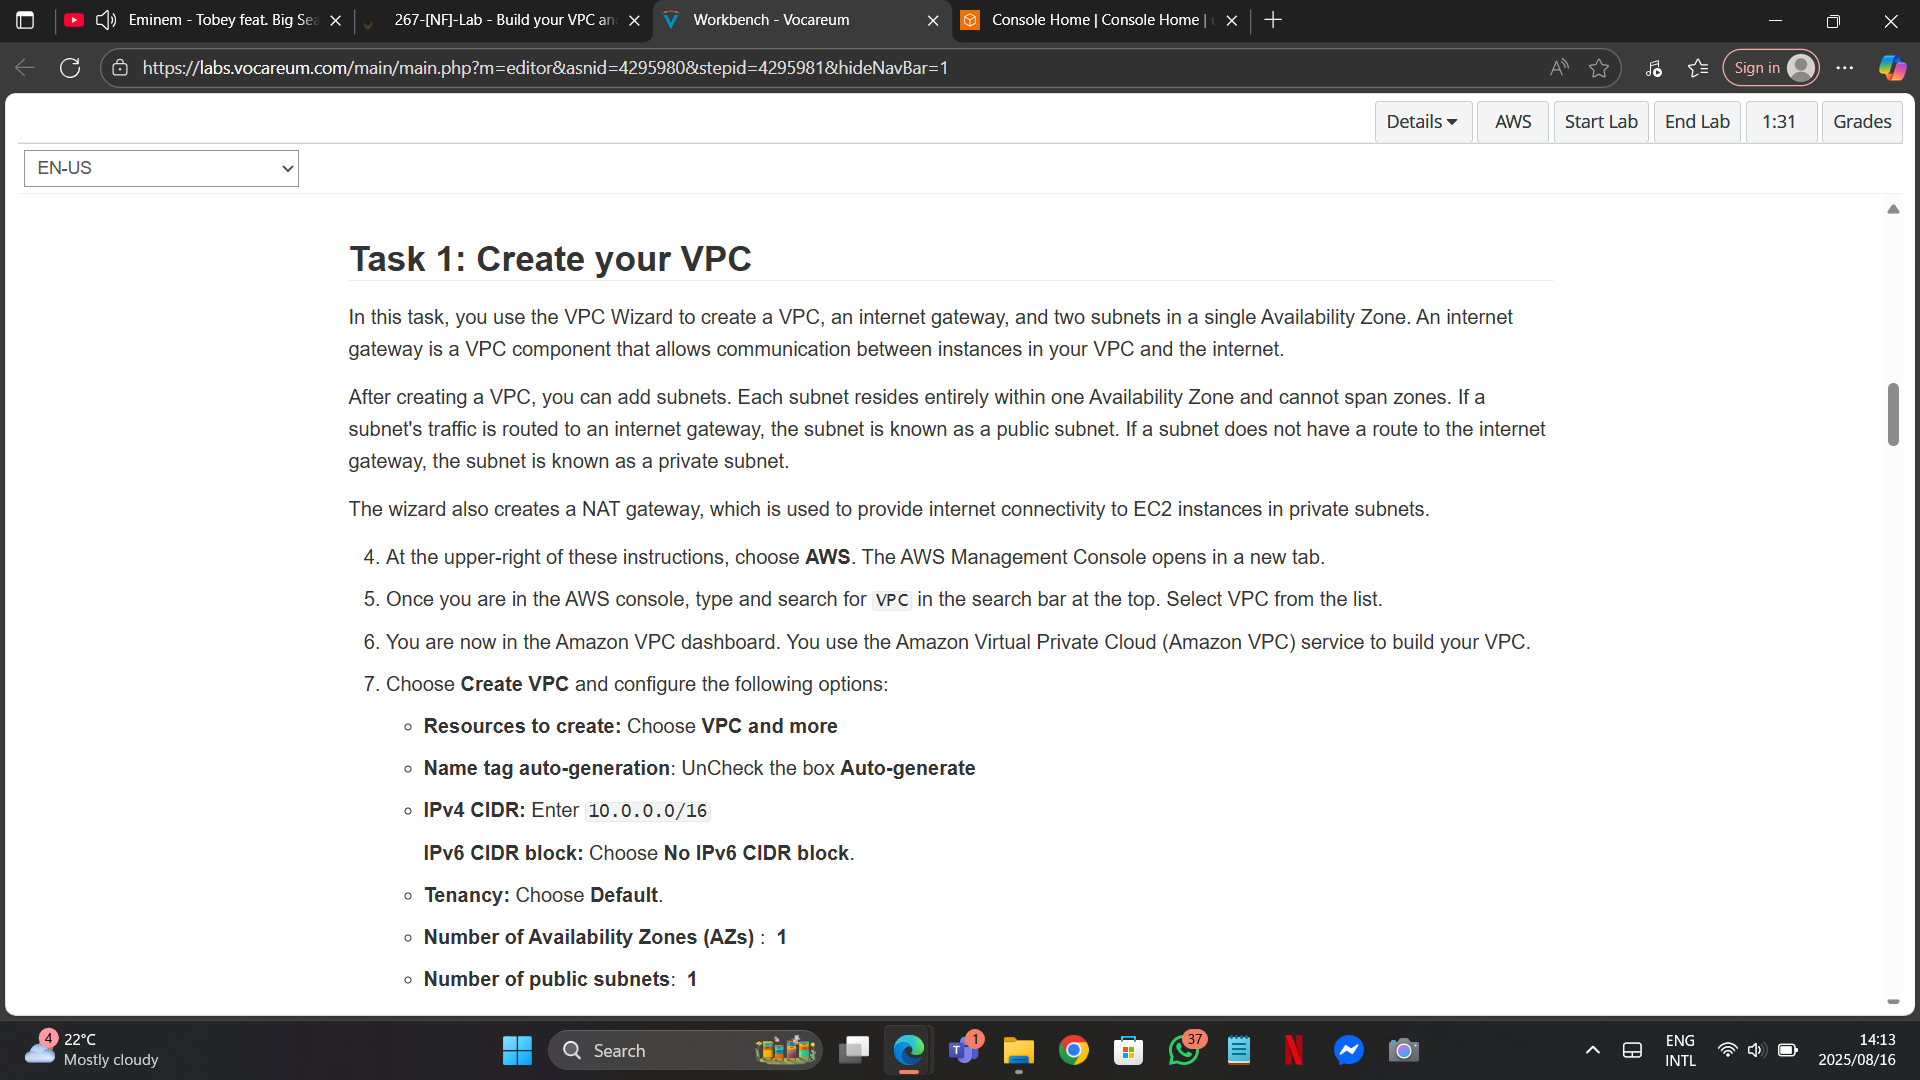 Eminem - Tobey feat. Big Sea
267-[NF]-Lab - Build your VPC an
Workbench - Vocareum
Console Home | Console Home |
https://labs.vocareum.com/main/main.php?m=editor&asnid=4295980&stepid=4295981&hideNavBar=1
Sign in
Details
AWS
Start Lab
End Lab
1:31
Grades
EN-US
Task 1: Create your VPC
In this task, you use the VPC Wizard to create a VPC, an internet gateway, and two subnets in a single Availability Zone. An internet
gateway is a VPC component that allows communication between instances in your VPC and the internet.
After creating a VPC, you can add subnets. Each subnet resides entirely within one Availability Zone and cannot span zones. If a
subnet's traffic is routed to an internet gateway, the subnet is known as a public subnet. If a subnet does not have a route to the internet
gateway, the subnet is known as a private subnet.
The wizard also creates a NAT gateway, which is used to provide internet connectivity to EC2 instances in private subnets.
4. At the upper-right of these instructions, choose AWS. The AWS Management Console opens in a new tab.
5. Once you are in the AWS console, type and search for VPC in the search bar at the top. Select VPC from the list.
6. You are now in the Amazon VPC dashboard. You use the Amazon Virtual Private Cloud (Amazon VPC) service to build your VPC.
7. Choose Create VPC and configure the following options:
Resources to create: Choose VPC and more
Name tag auto-generation: UnCheck the box Auto-generate
IPv4 CIDR: Enter 10.0.0.0/16
IPv6 CIDR block: Choose No IPv6 CIDR block.
Tenancy: Choose Default.
Number of Availability Zones (AZs) : 1
Number of public subnets: 1
4
22°C
Mostly cloudy
Search
1
37
ENG
INTL
14:13
2025/08/16